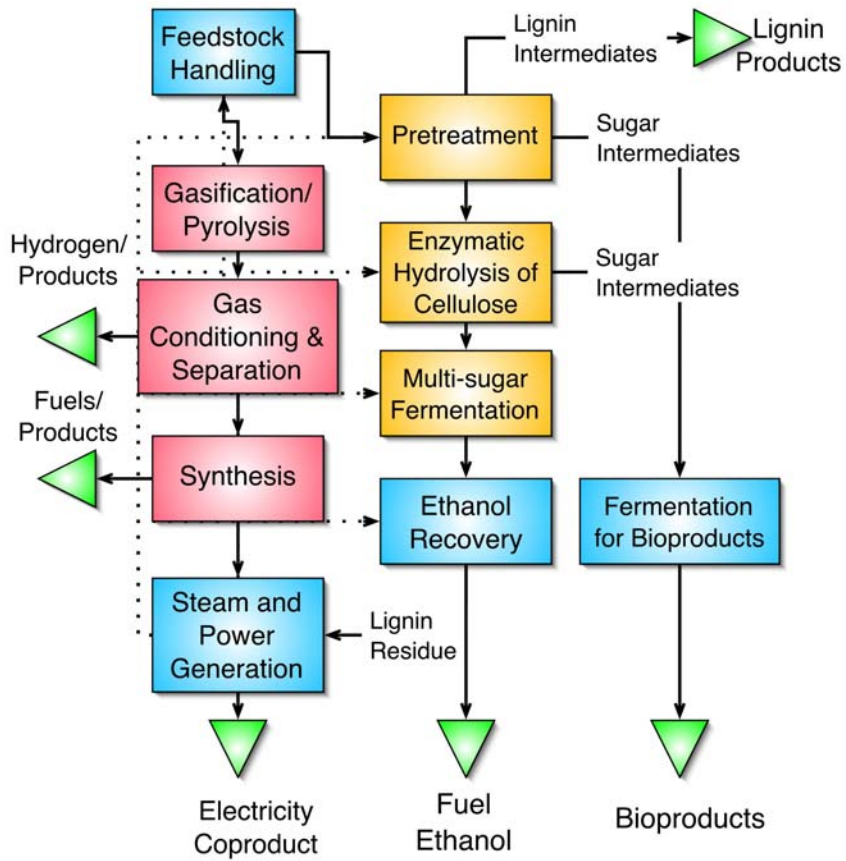 Feedstock
Handling
Lignin
Intermediates
Lignin
Products
Pretreatment
Sugar
Intermediates
Gasification/
Pyrolysis
Hydrogen/
Products
Enzymatic
Hydrolysis of
Cellulose
Sugar
Intermediates
Gas
Conditioning &
Separation
Multi-sugar
Fermentation
Fuels/
Products
Synthesis
Ethanol
Recovery
Fermentation
for Bioproducts
Steam and
Power
Generation
Lignin
Residue
Electricity
Coproduct
Fuel
Ethanol
Bioproducts